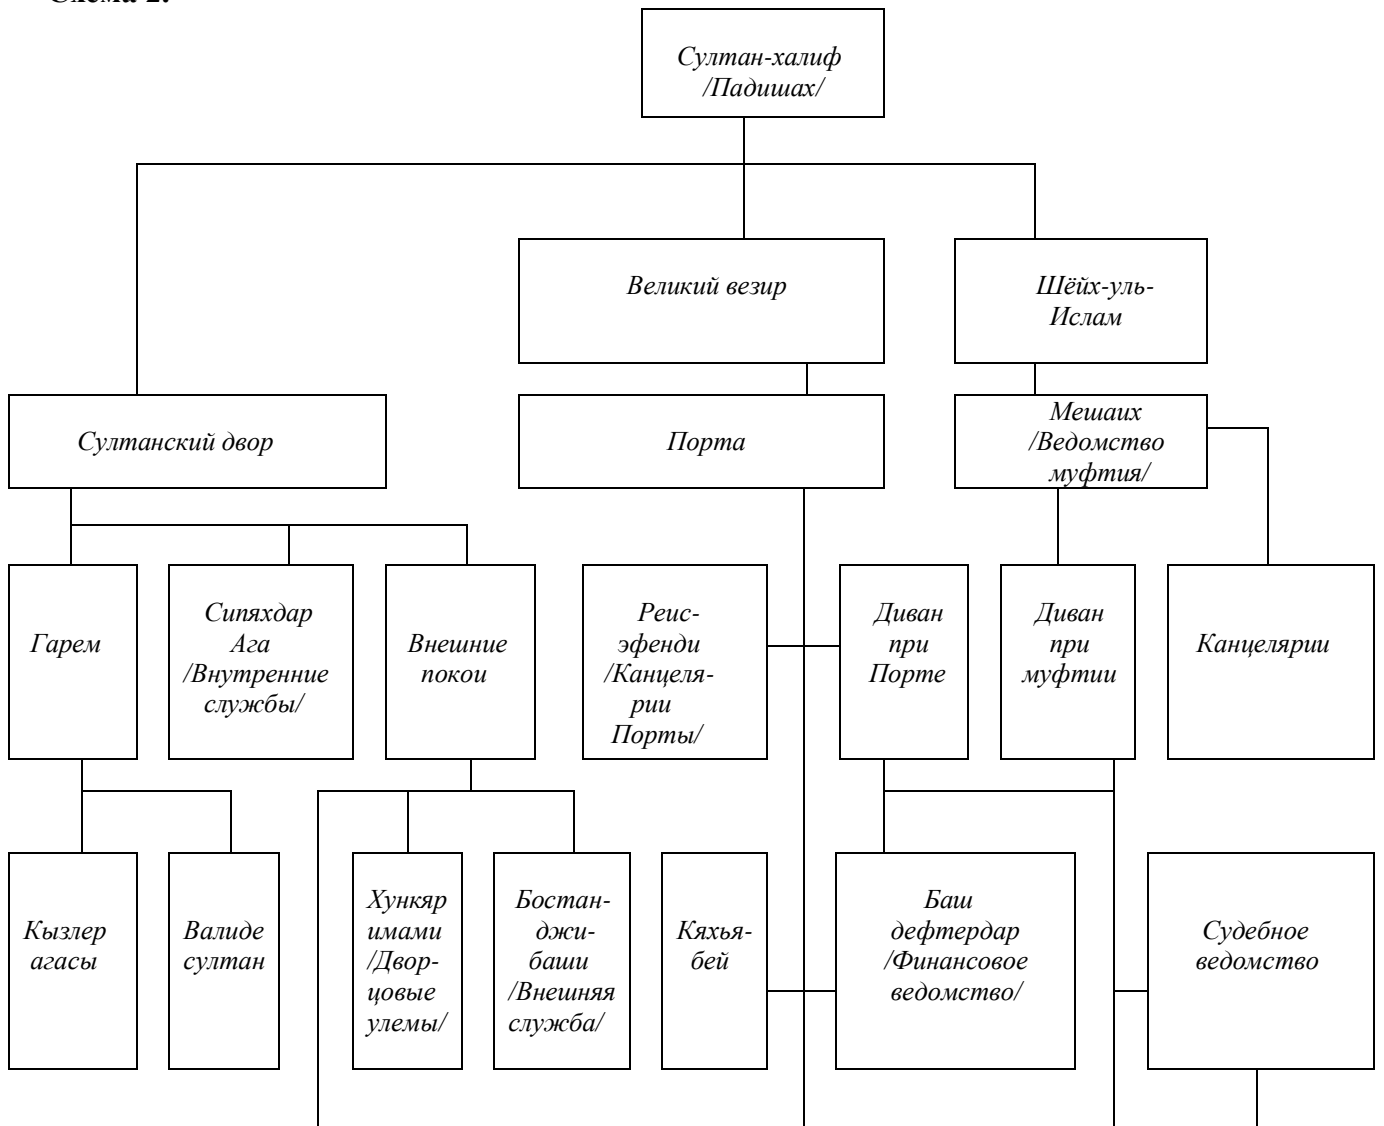 Схема 2.
Султан-халиф
/Падишах/
Великий везир
Шёйх-уль-
Ислам
Султанский двор
Порта
Мешаих
/Ведомство
муфтия/
Гарем
Сипяхдар
Ага
/Внутренние
службы/
Внешние
покои
Реис-
эфенди
/Канцеля-
рии
Порты/
Диван
при
Порте
Диван
при
муфтии
Канцелярии
Кызлер
агасы
Валиде
султан
Хункяр
имами
/Двор-
цовые
улемы/
Бостан-
джи-
баши
/Внешняя
служба/
Кяхья-
бей
Баш
дефтердар
/Финансовое
ведомство/
Судебное
ведомство